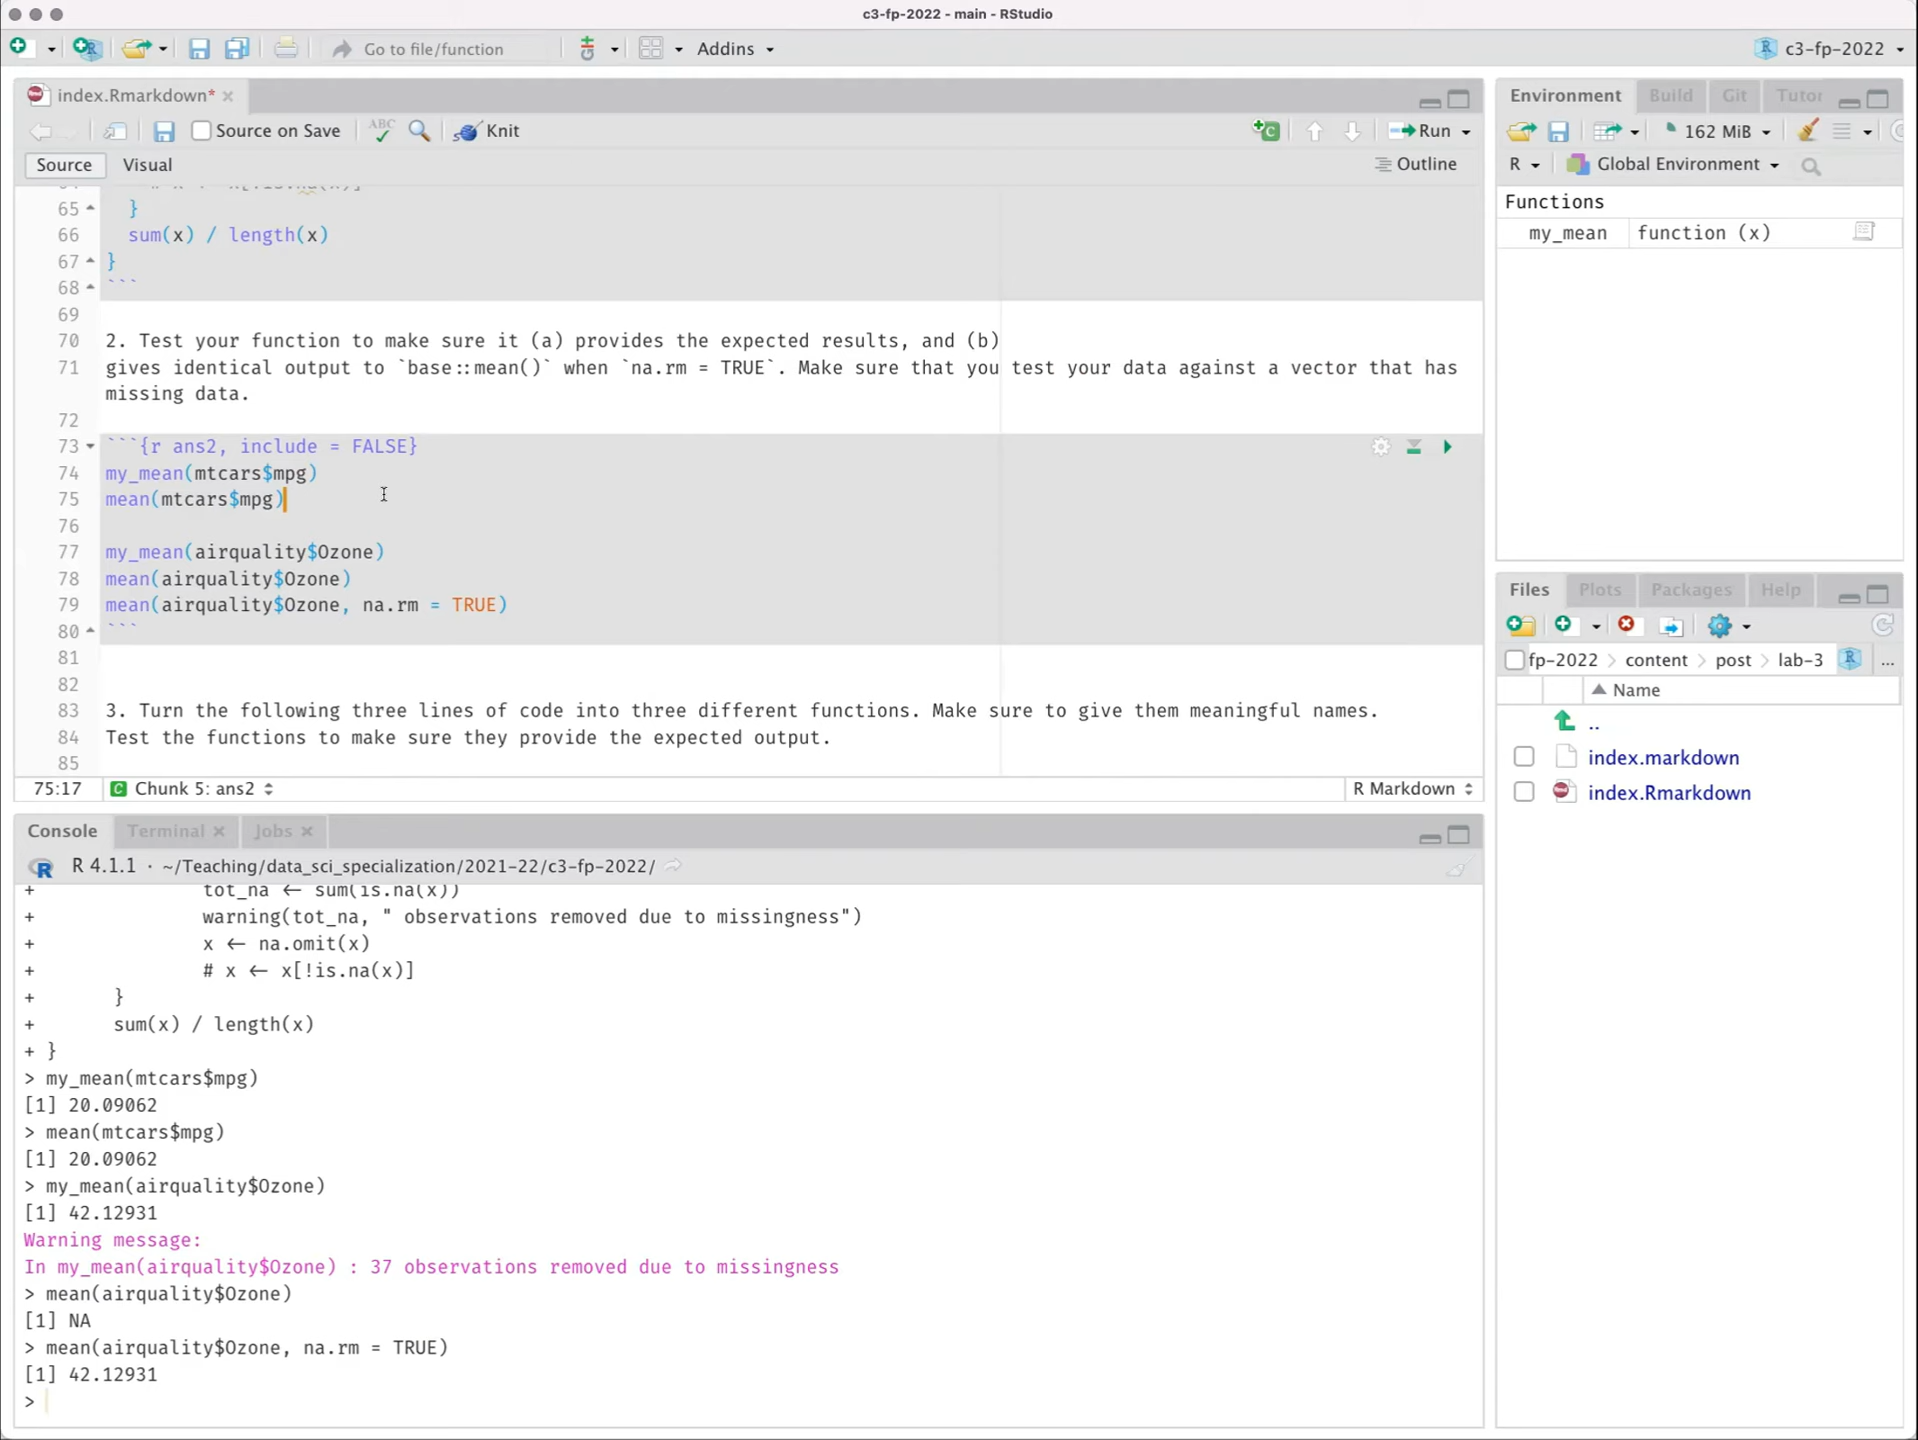 c3-fp-2022 - main - RStudio
Go to file/function
Addins
c3-fp-2022
index.Rmarkdown*
Source on Save
ABC
Knit
Run
Source
Visual
Outline
65 }
66 sum(x) / length(x)
67 }
68 ```
69
70 2. Test your function to make sure it (a) provides the expected results, and (b)
71 gives identical output to `base::mean()` when `na.rm = TRUE`. Make sure that you test your data against a vector that has
missing data.
72
73 ```{r ans2, include = FALSE}
74 my_mean(mtcars$mpg)
75 mean(mtcars$mpg)
76
77 my_mean(airquality$Ozone)
78 mean(airquality$Ozone)
79 mean(airquality$Ozone, na.rm = TRUE)
80 ```
81
82
83 3. Turn the following three lines of code into three different functions. Make sure to give them meaningful names.
84 Test the functions to make sure they provide the expected output.
85
75:17 C Chunk 5: ans2
R Markdown
Console
Terminal
Jobs
R 4.1.1 · ~/Teaching/data_sci_specialization/2021-22/c3-fp-2022/
+ tot_na <- sum(is.na(x))
+ warning(tot_na, " observations removed due to missingness")
+ x <- na.omit(x)
+ # x <- x[!is.na(x)]
+ }
+ sum(x) / length(x)
+ }
> my_mean(mtcars$mpg)
[1] 20.09062
> mean(mtcars$mpg)
[1] 20.09062
> my_mean(airquality$Ozone)
[1] 42.12931
Warning message:
In my_mean(airquality$Ozone) : 37 observations removed due to missingness
> mean(airquality$Ozone)
[1] NA
> mean(airquality$Ozone, na.rm = TRUE)
[1] 42.12931
>
Environment
Build
Git
Tutor
162 MiB
R
Global Environment
Functions
my_mean function (x)
Files
Plots
Packages
Help
fp-2022 > content > post > lab-3 ...
Name
..
index.markdown
index.Rmarkdown